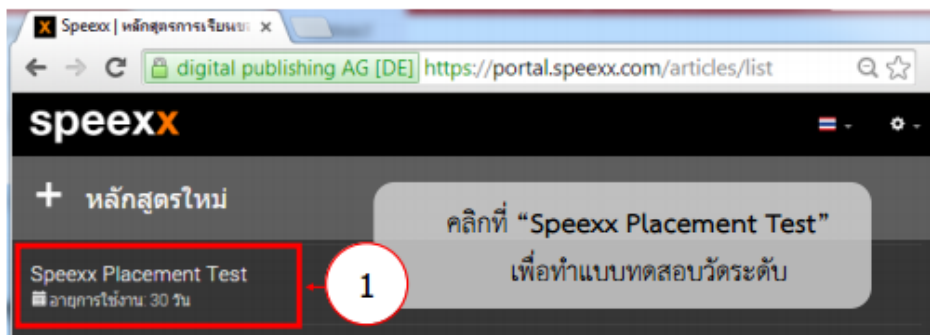 Speexx | หลักสูตรการเรียนขอ
digital publishing AG [DE] https://portal.speexx.com/articles/list
speexx
+ หลักสูตรใหม่
คลิกที่ “Speexx Placement Test”
เพื่อทำแบบทดสอบวัดระดับ
Speexx Placement Test
อายุการใช้งาน: 30 วัน
1